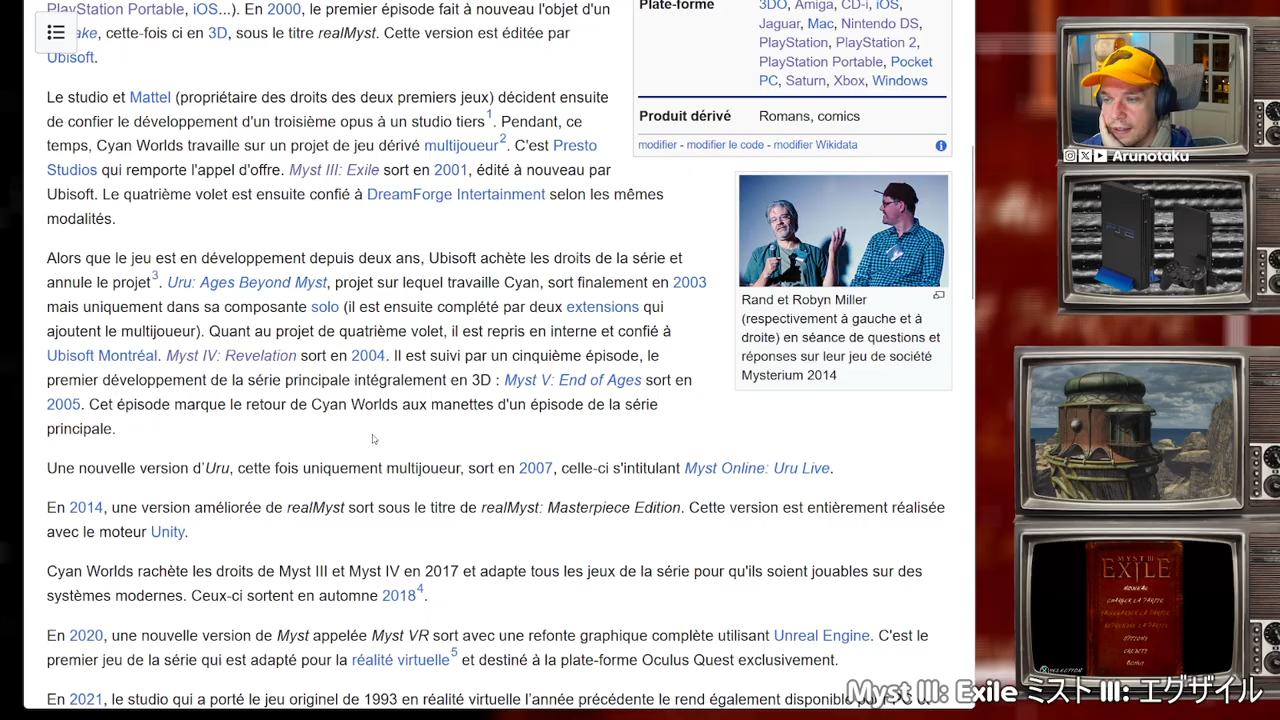 PlayStation Portable, iOS...). En 2000, le premier épisode fait à nouveau l'objet d'un
ake, cette-fois ci en 3D, sous le titre realMyst. Cette version est éditée par
Ubisoft.
Le studio et Mattel (propriétaire des droits des deux premiers jeux) décident ensuite
de confier le développement d'un troisième opus à un studio tiers1. Pendant, ce
temps, Cyan Worlds travaille sur un projet de jeu dérivé multijoueur2. C'est Presto
Studios qui remporte l'appel d'offre. Myst III: Exile sort en 2001, édité à nouveau par
Ubisoft. Le quatrième volet est ensuite confié à DreamForge Intertainment selon les mêmes
modalités.
Alors que le jeu est en développement depuis deux ans, Ubisoft achète les droits de la série et
annule le projet3. Uru: Ages Beyond Myst, projet sur lequel travaille Cyan, sort finalement en 2003
mais uniquement dans sa composante solo (il est ensuite complété par deux extensions qui
ajoutent le multijoueur). Quant au projet de quatrième volet, il est repris en interne et confié à
Ubisoft Montréal. Myst IV: Revelation sort en 2004. Il est suivi par un cinquième épisode, le
premier développement de la série principale intégralement en 3D : Myst V: End of Ages sort en
2005. Cet épisode marque le retour de Cyan Worlds aux manettes d'un épisode de la série
principale.
Une nouvelle version d'Uru, cette fois uniquement multijoueur, sort en 2007, celle-ci s'intitulant Myst Online: Uru Live.
En 2014, une version améliorée de realMyst sort sous le titre de realMyst: Masterpiece Edition. Cette version est entièrement réalisée
avec le moteur Unity.
Cyan Worlds rachète les droits de Myst III et Myst IV en 2017 et adapte tous les jeux de la série pour qu'ils soient jouables sur des
systèmes modernes. Ceux-ci sortent en automne 20184.
En 2020, une nouvelle version de Myst appelée Myst VR sort avec une refonte graphique complète utilisant Unreal Engine. C'est le
premier jeu de la série qui est adapté pour la réalité virtuelle5 et destiné à la plate-forme Oculus Quest exclusivement.
En 2021, le studio qui a porté le jeu originel de 1993 en réalité virtuelle l'année précédente le rend également disponible
Plate-forme
3DO, Amiga, CD-i, iOS,
Jaguar, Mac, Nintendo DS,
PlayStation, PlayStation 2,
PlayStation Portable, Pocket
PC, Saturn, Xbox, Windows
Produit dérivé
Romans, comics
modifier - modifier le code - modifier Wikidata
Rand et Robyn Miller
(respectivement à gauche et à
droite) en séance de questions et
réponses sur leur jeu de société
Mysterium 2014
Arunotaku
MYST III
EXILE
NOUVEAU
CHARGER LA PARTIE
SAUVEGARDER LA PARTIE
REPRENDRE LA PARTIE
OPTIONS
CREDITS
BONUS
SELECTION
Myst III: Exile ミスト III: エグザイル